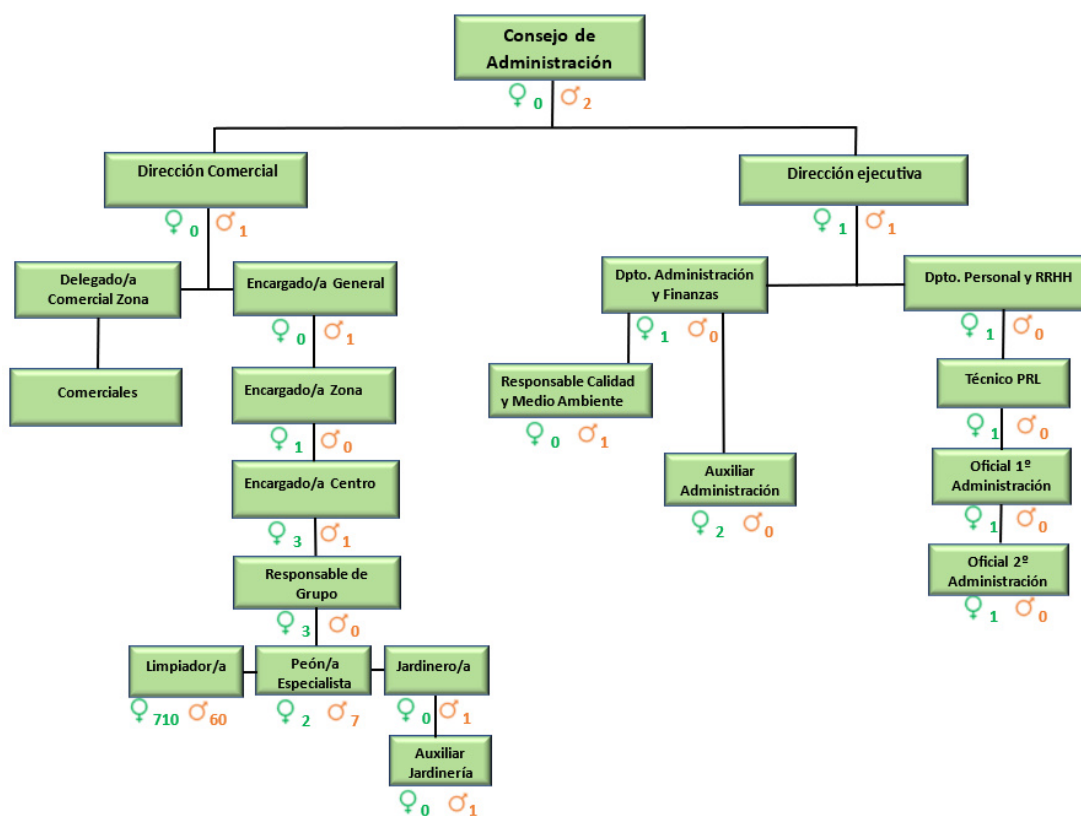 Consejo de
Administración
0 2
Dirección Comercial
0 1
Dirección ejecutiva
1 1
Delegado/a
Comercial Zona
Encargado/a General
0 1
Dpto. Administración
y Finanzas
1 0
Dpto. Personal y RRHH
1 0
Comerciales
Encargado/a Zona
1 0
Responsable Calidad
y Medio Ambiente
0 1
Técnico PRL
1 0
Encargado/a Centro
3 1
Auxiliar
Administración
2 0
Oficial 1º
Administración
1 0
Responsable de
Grupo
3 0
Oficial 2º
Administración
1 0
Limpiador/a
710 60
Peón/a
Especialista
2 7
Jardinero/a
0 1
Auxiliar
Jardinería
0 1